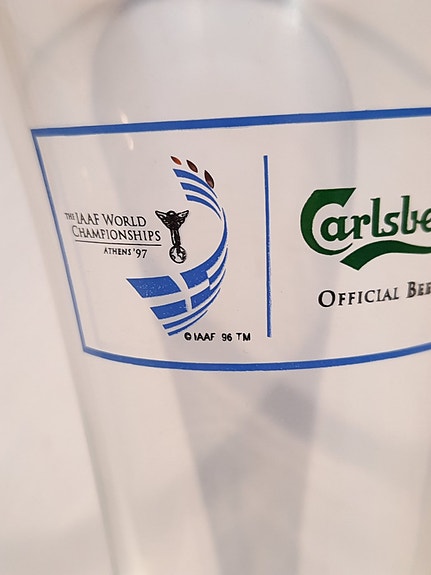 THE IAAF WORLD
CHAMPIONSHIPS
ATHENS '97
© IAAF 96 TM
Carlsbe
OFFICIAL BEE